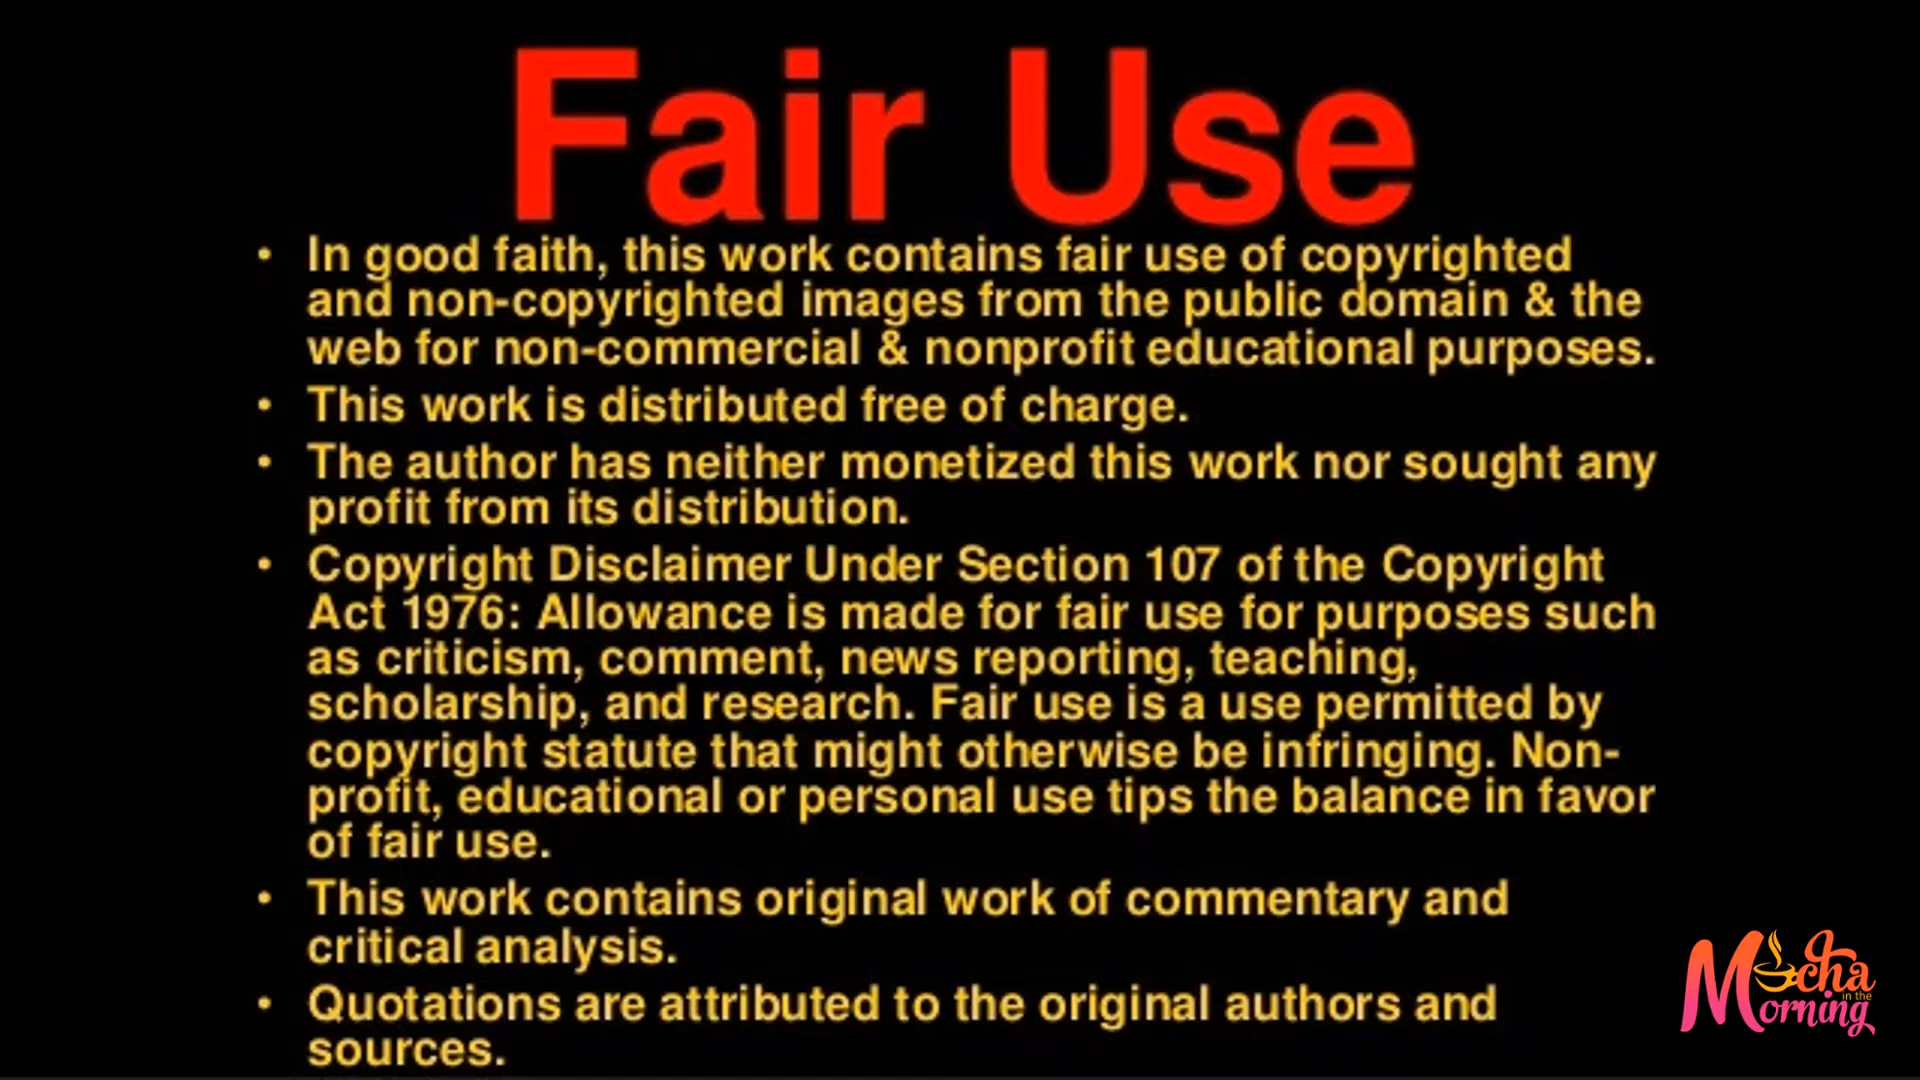 Fair Use
• In good faith, this work contains fair use of copyrighted
and non-copyrighted images from the public domain & the
web for non-commercial & nonprofit educational purposes.
• This work is distributed free of charge.
• The author has neither monetized this work nor sought any
profit from its distribution.
• Copyright Disclaimer Under Section 107 of the Copyright
Act 1976: Allowance is made for fair use for purposes such
as criticism, comment, news reporting, teaching,
scholarship, and research. Fair use is a use permitted by
copyright statute that might otherwise be infringing. Non-
profit, educational or personal use tips the balance in favor
of fair use.
• This work contains original work of commentary and
critical analysis.
• Quotations are attributed to the original authors and
sources.
Mocha
in the
Morning